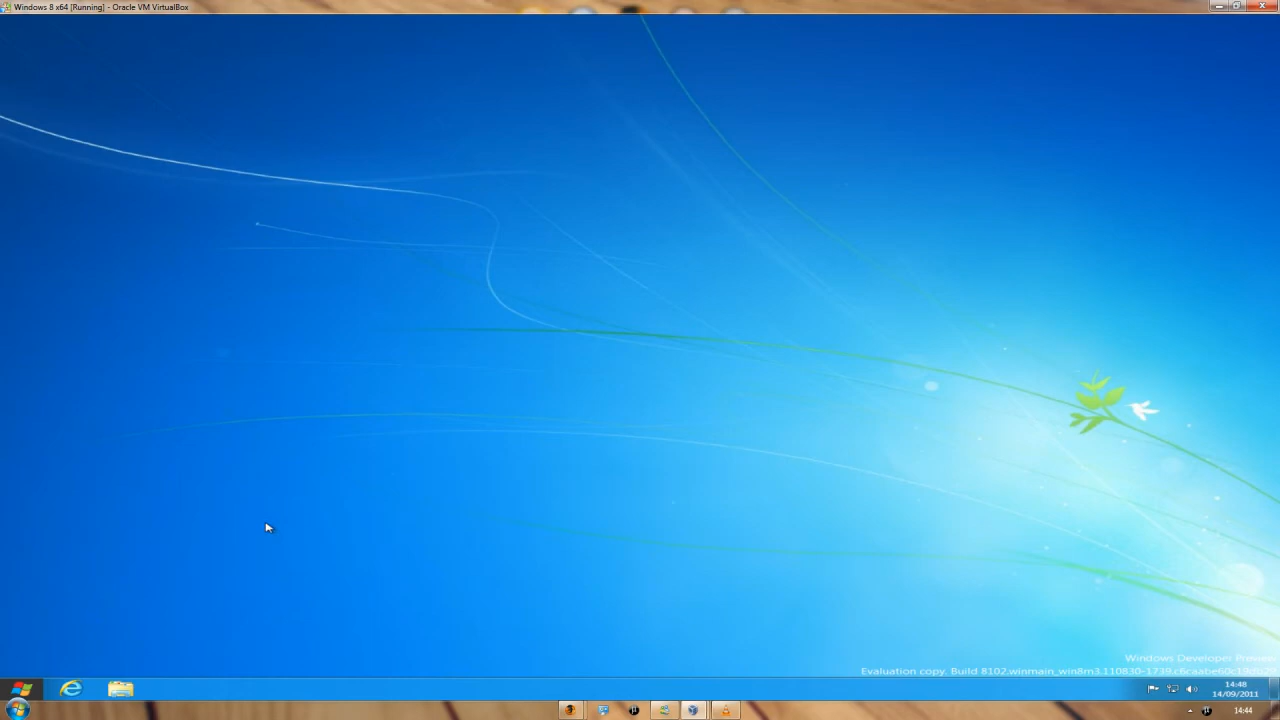 Windows 8 x64 [Running] - Oracle VM VirtualBox
Windows Developer Preview
Evaluation copy. Build 8102.winmain_win8m3.110830-1739.
14:48
14/09/2011
14:44